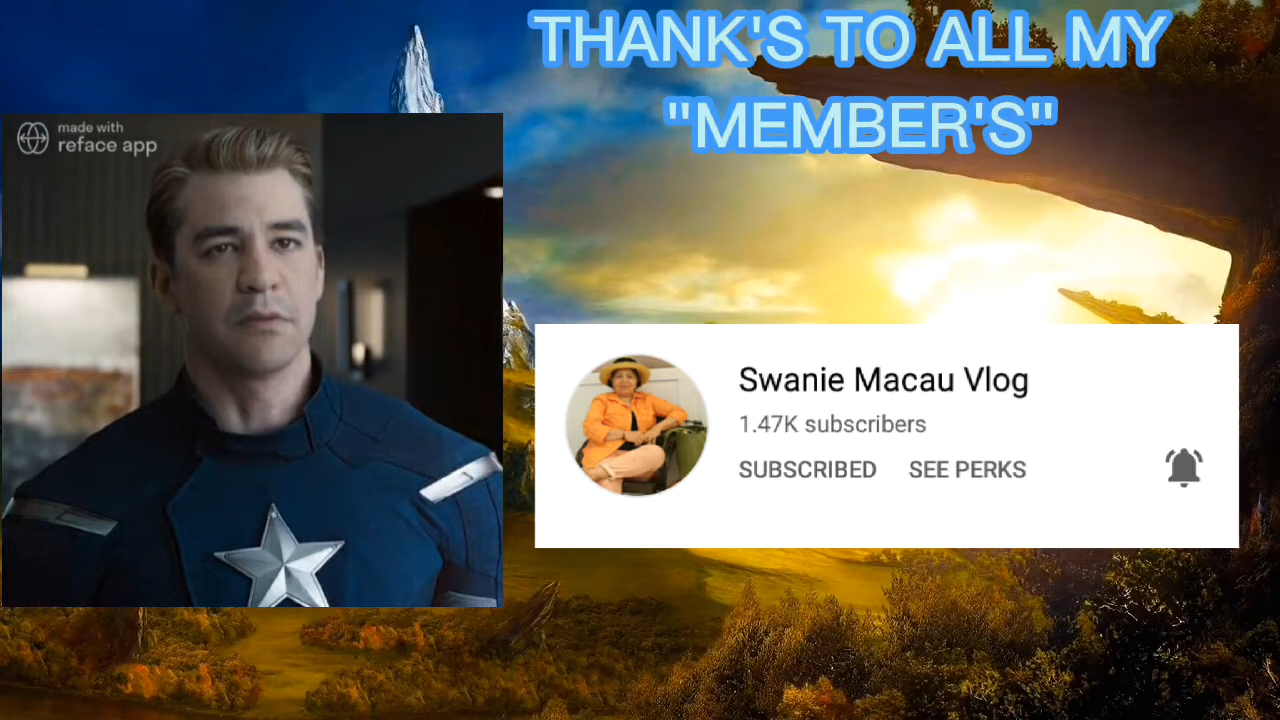 THANK'S TO ALL MY
"MEMBER'S"
made with
reface app
Swanie Macau Vlog
1.47K subscribers
SUBSCRIBED SEE PERKS